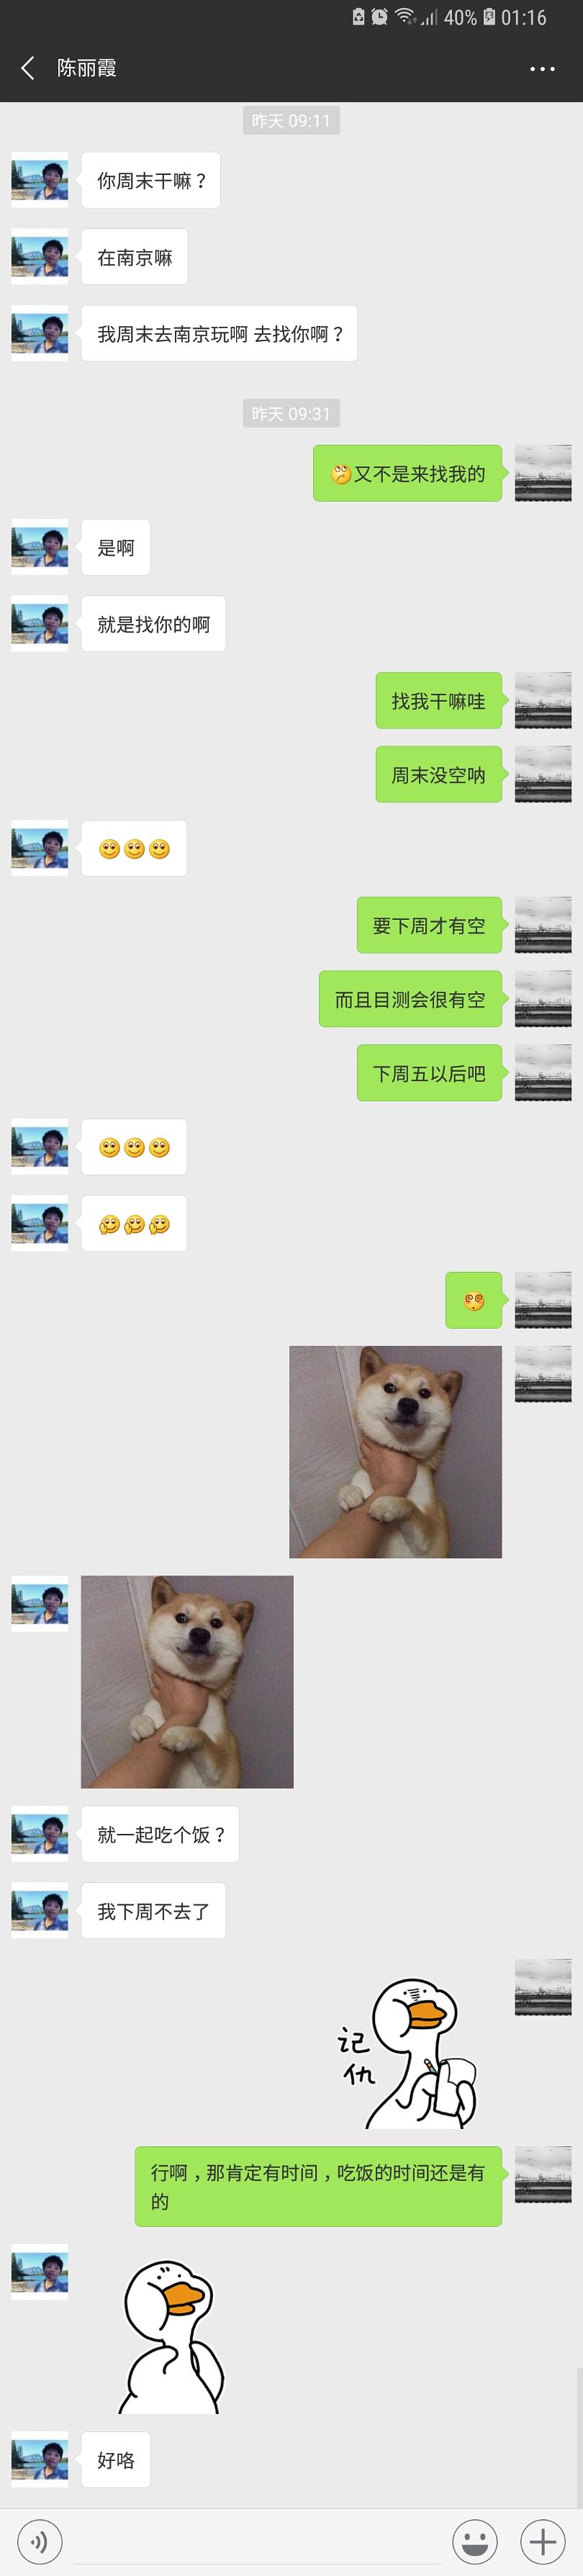 40% 01:16
陈丽霞
昨天 09:11
你周末干嘛？
在南京嘛
我周末去南京玩啊 去找你啊？
昨天 09:31
又不是来找我的
是啊
就是找你的啊
找我干嘛哇
周末没空呐
要下周才有空
而且目测会很有空
下周五以后吧
就一起吃个饭？
我下周不去了
记
仇
行啊，那肯定有时间，吃饭的时间还是有
的
好咯